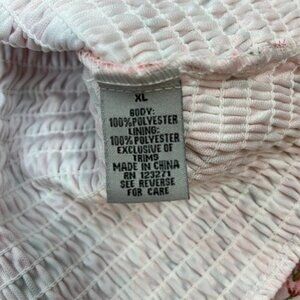 XL
BODY:
100%POLYESTER
LINING:
100%POLYESTER
EXCLUSIVE OF
TRIMS
MADE IN CHINA
RN 123271
SEE REVERSE
FOR CARE